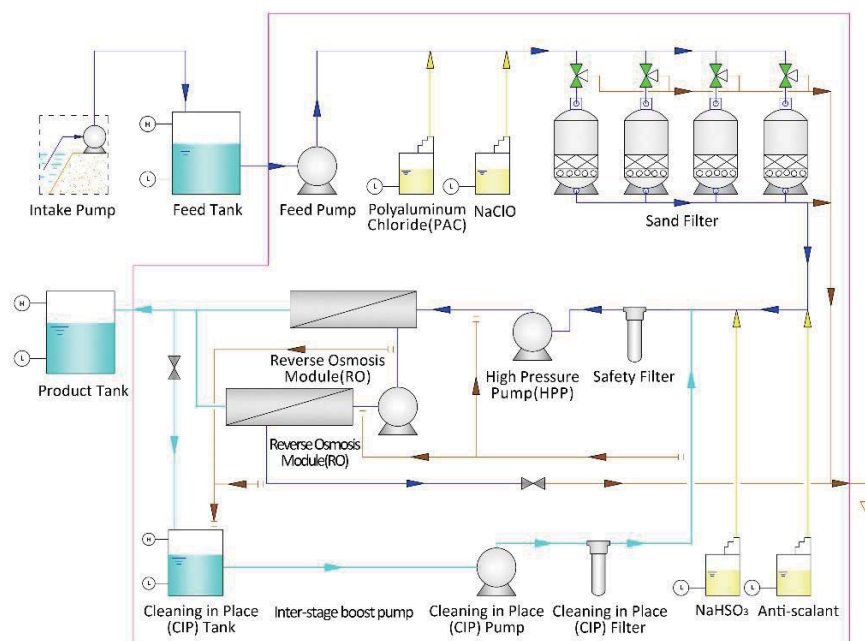 H
L
Intake Pump
Feed Tank
Feed Pump
L
Polyaluminum
Chloride(PAC)
L
NaClO
Sand Filter
H
L
Product Tank
Reverse Osmosis
Module(RO)
High Pressure
Pump(HPP)
Safety Filter
Reverse Osmosis
Module(RO)
H
L
Cleaning in Place
(CIP) Tank
Inter-stage boost pump
Cleaning in Place
(CIP) Pump
Cleaning in Place
(CIP) Filter
L
NaHSO₃
L
Anti-scalant